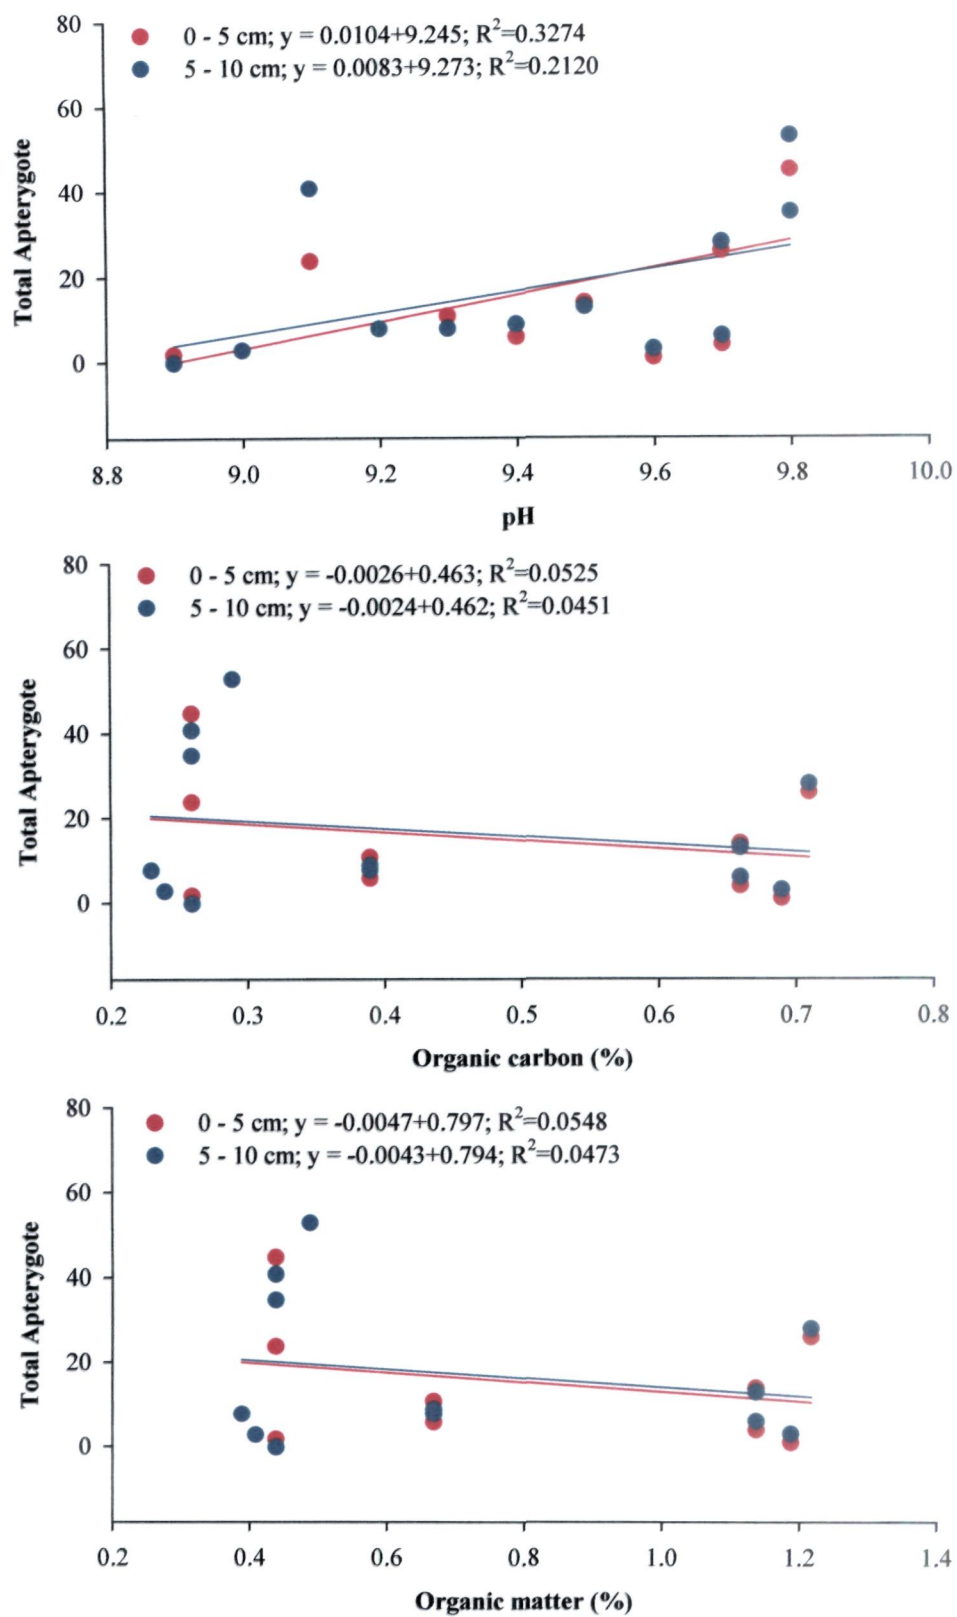 80
0 - 5 cm; y = 0.0104+9.245; R²=0.3274
5 - 10 cm; y = 0.0083+9.273; R²=0.2120
60
40
20
0
Total Apterygote
8.8 9.0 9.2 9.4 9.6 9.8 10.0
pH
80
0 - 5 cm; y = -0.0026+0.463; R²=0.0525
5 - 10 cm; y = -0.0024+0.462; R²=0.0451
60
40
20
0
Total Apterygote
0.2 0.3 0.4 0.5 0.6 0.7 0.8
Organic carbon (%)
80
0 - 5 cm; y = -0.0047+0.797; R²=0.0548
5 - 10 cm; y = -0.0043+0.794; R²=0.0473
60
40
20
0
Total Apterygote
0.2 0.4 0.6 0.8 1.0 1.2 1.4
Organic matter (%)